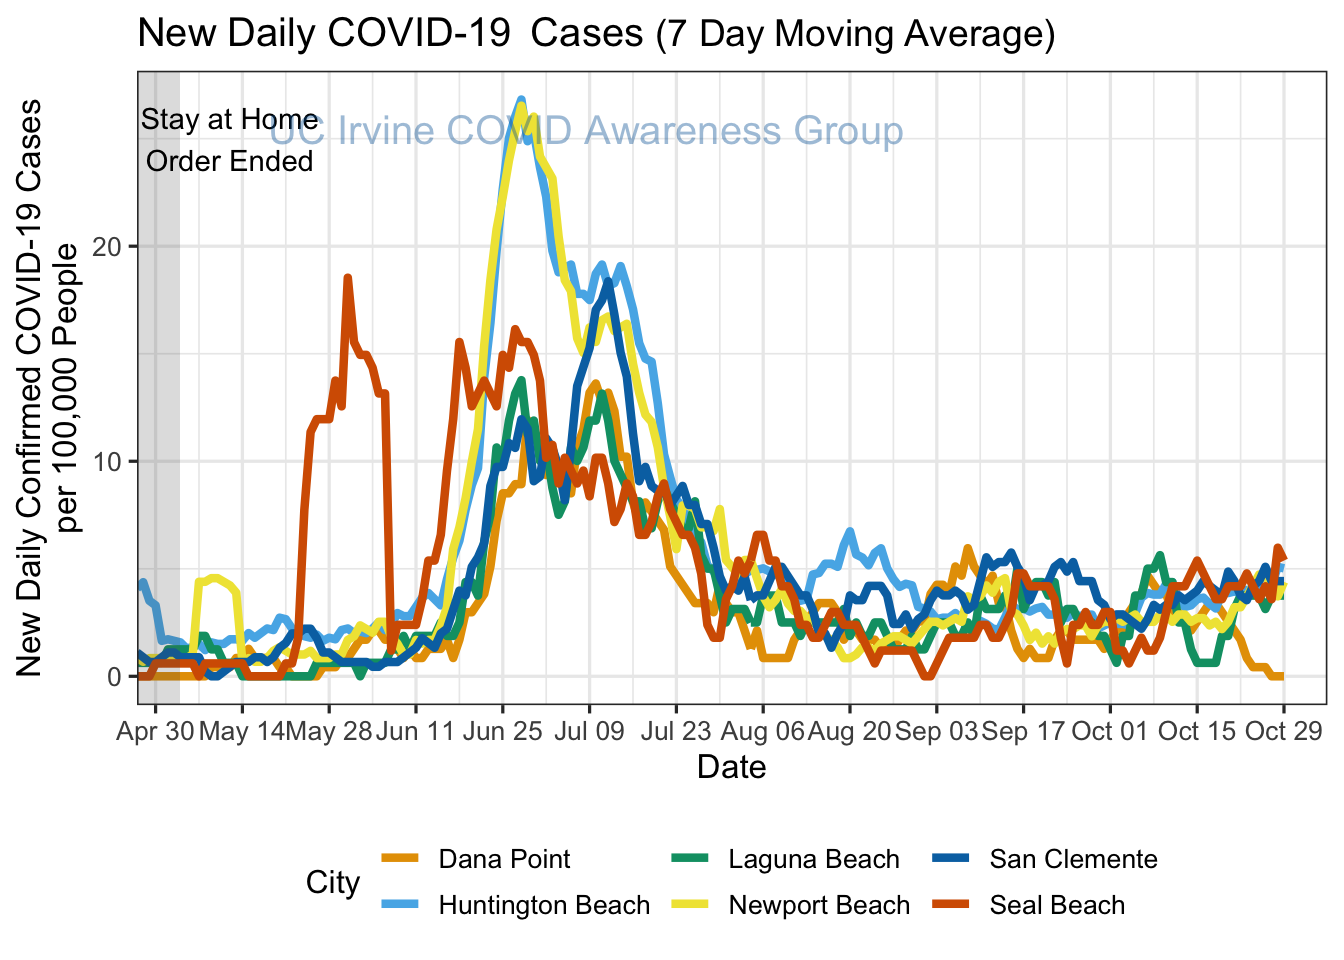 New Daily COVID-19  Cases (7 Day Moving Average)
Stay at Home
Order Ended
UC Irvine COVID Awareness Group
New Daily Confirmed COVID-19 Cases
per 100,000 People
20
10
0
Apr 30 May 14 May 28 Jun 11 Jun 25 Jul 09 Jul 23 Aug 06 Aug 20 Sep 03 Sep 17 Oct 01 Oct 15 Oct 29
Date
City
Dana Point Laguna Beach San Clemente
Huntington Beach Newport Beach Seal Beach